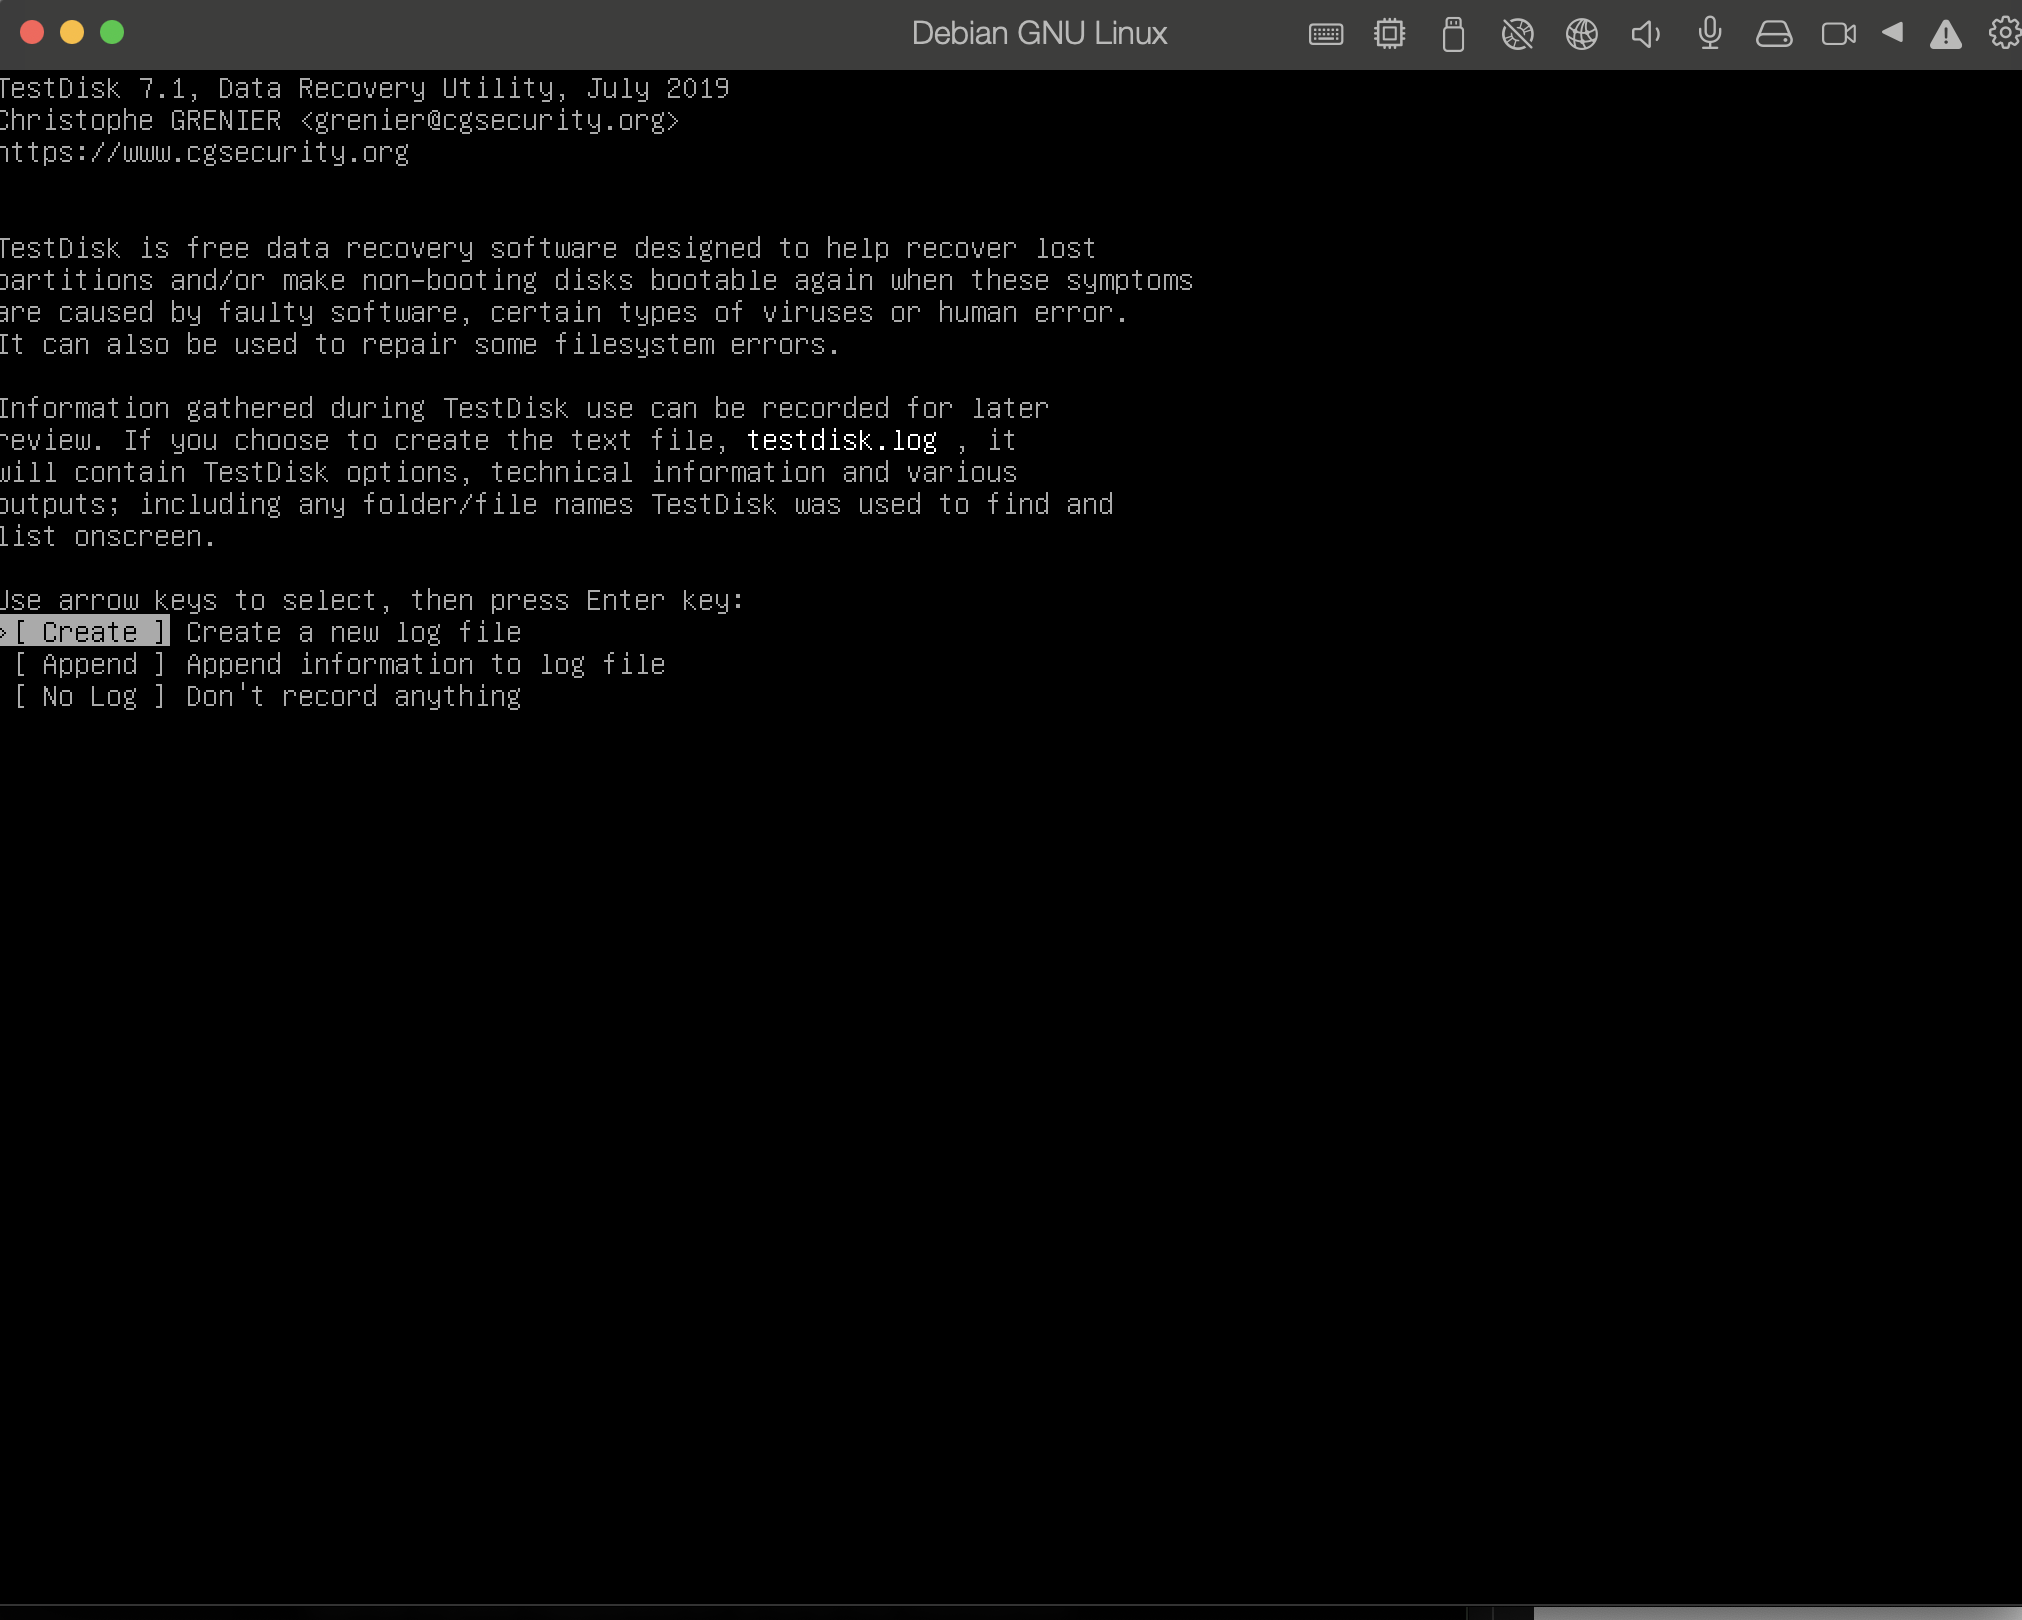 Debian GNU Linux
TestDisk 7.1, Data Recovery Utility, July 2019
Christophe GRENIER <grenier@cgsecurity.org>
https://www.cgsecurity.org
TestDisk is free data recovery software designed to help recover lost
partitions and/or make non-booting disks bootable again when these symptoms
are caused by faulty software, certain types of viruses or human error.
It can also be used to repair some filesystem errors.
Information gathered during TestDisk use can be recorded for later
review. If you choose to create the text file, testdisk.log , it
will contain TestDisk options, technical information and various
outputs; including any folder/file names TestDisk was used to find and
list onscreen.
Use arrow keys to select, then press Enter key:
>[ Create ] Create a new log file
[ Append ] Append information to log file
[ No Log ] Don't record anything